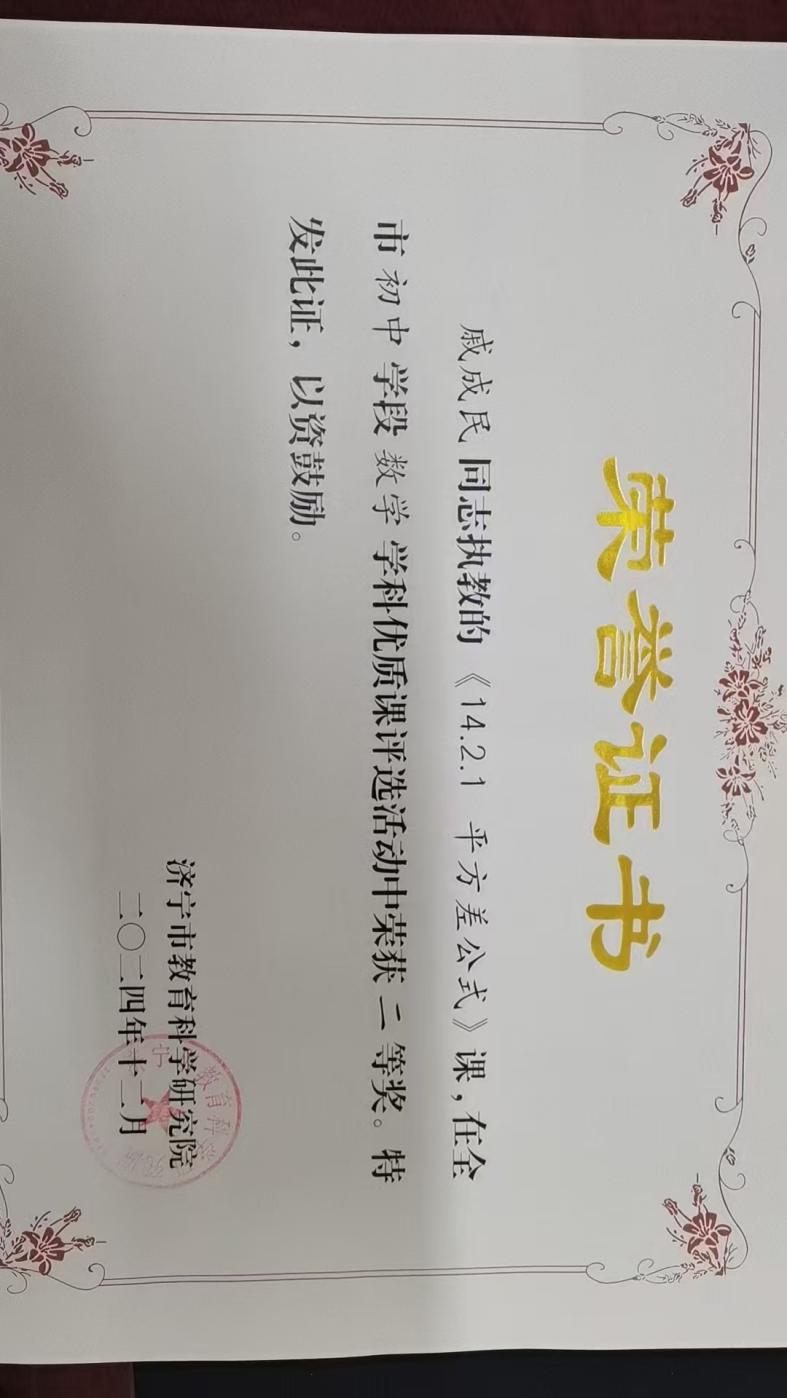 荣誉证书
戚成民 同志执教的《14.2.1 平方差公式》课，在全
市 初中 学段 数学 学科优质课评选活动中荣获 二 等奖。特
发此证，以资鼓励。
济宁市教育科学研究院
二〇二四年十二月